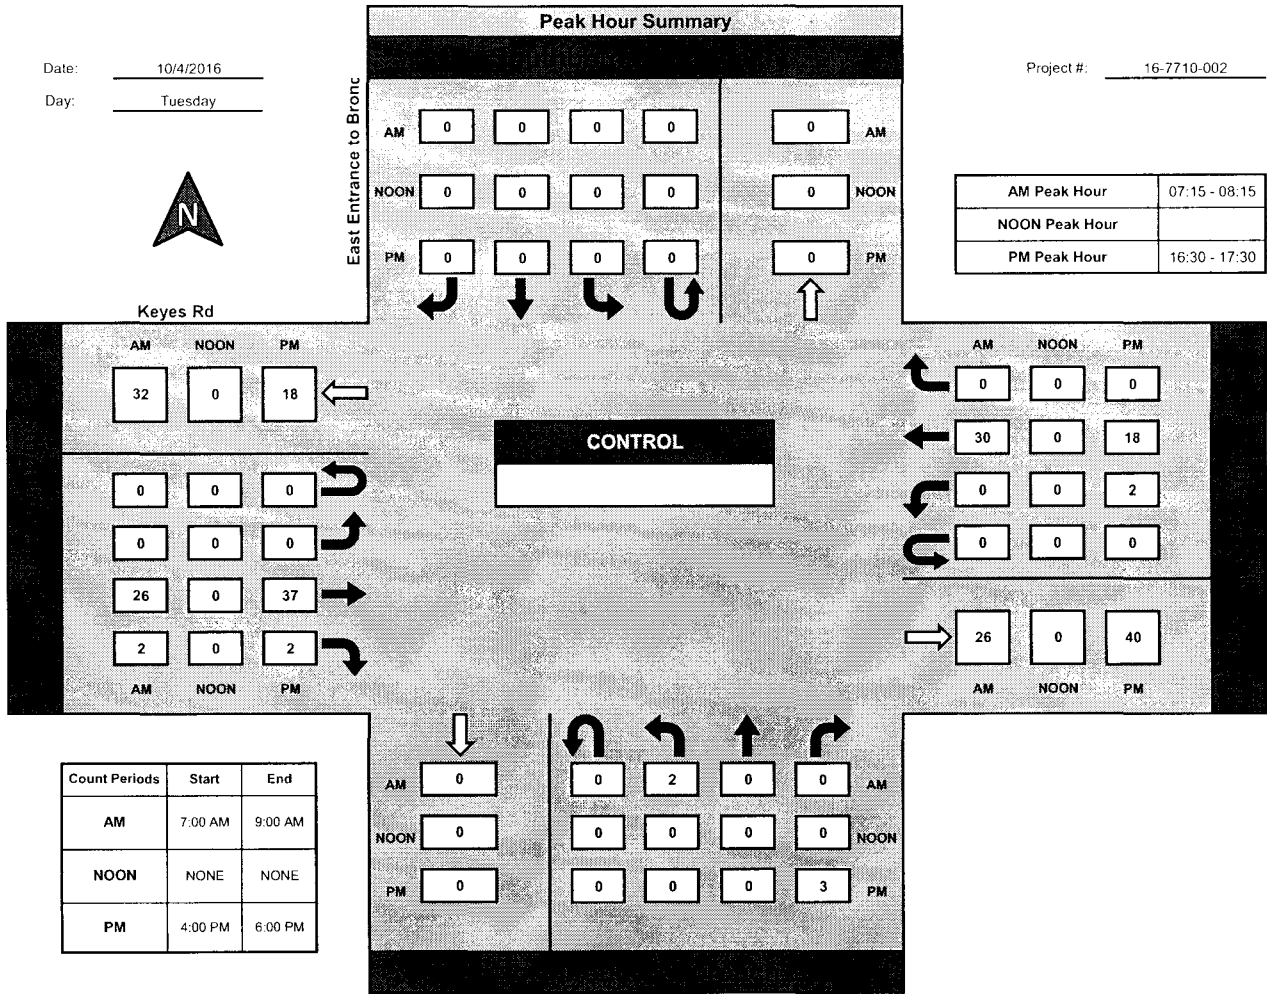 Peak Hour Summary
Date: 10/4/2016
Project #: 16-7710-002
Day: Tuesday
East Entrance to Bronc
N
AM 0 0 0 0 0 AM
NOON 0 0 0 0 0 NOON
PM 0 0 0 0 0 PM
AM Peak Hour 07:15 - 08:15
NOON Peak Hour
PM Peak Hour 16:30 - 17:30
Keyes Rd
AM NOON PM
32 0 18
0 0 0
0 0 0
26 0 37
2 0 2
AM NOON PM
CONTROL
AM NOON PM
0 0 0
30 0 18
0 0 2
0 0 0
26 0 40
AM NOON PM
AM 0 0 2 0 0 AM
NOON 0 0 0 0 0 NOON
PM 0 0 0 0 3 PM
Count Periods Start End
AM 7:00 AM 9:00 AM
NOON NONE NONE
PM 4:00 PM 6:00 PM